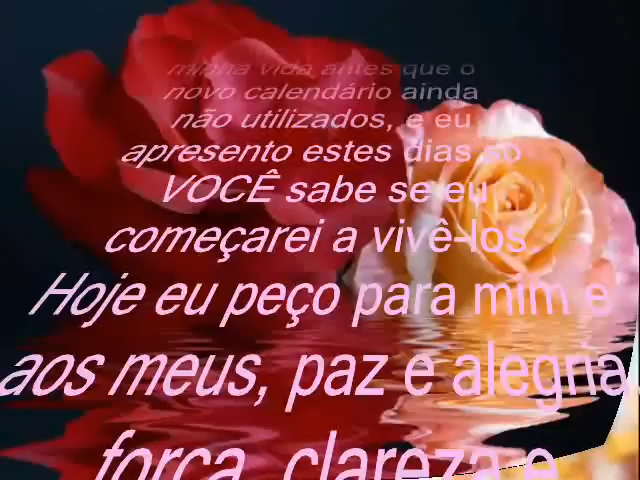 minha vida antes que o
novo calendário ainda
não utilizados, e eu
apresento estes dias só
VOCÊ sabe se eu
começarei a vivê-los
Hoje eu peço para mim e
aos meus, paz e alegria,
força, clareza e